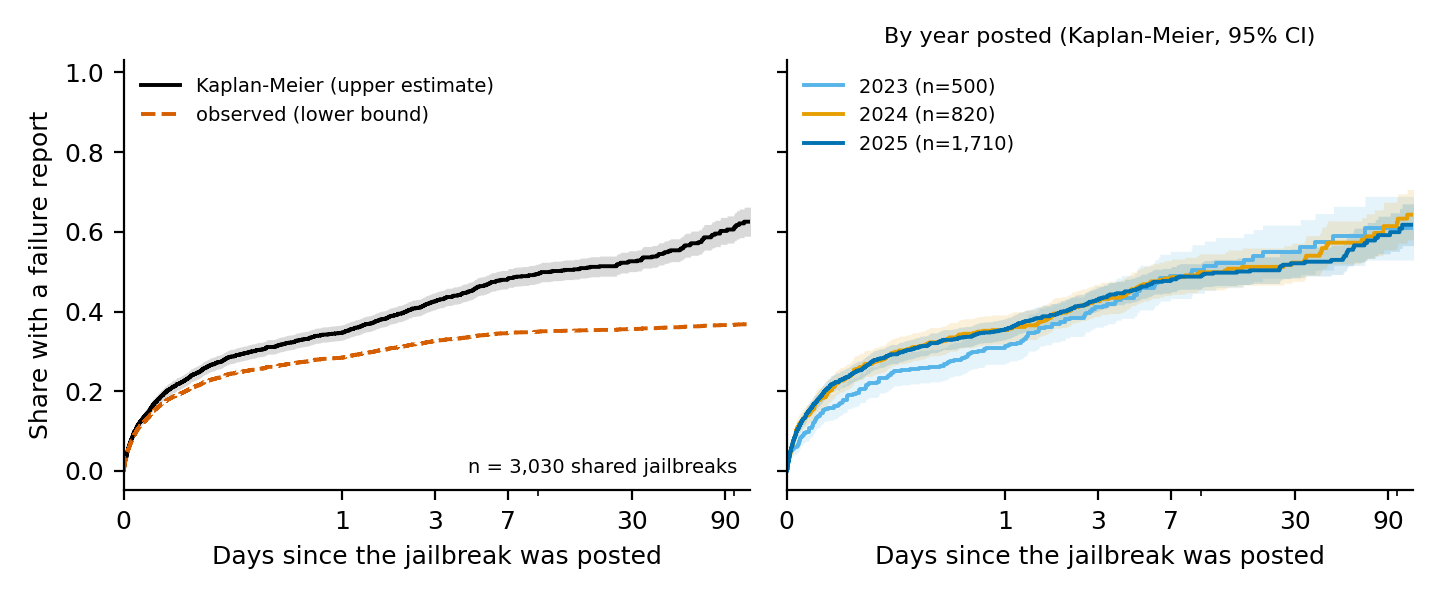 By year posted (Kaplan-Meier, 95% CI)
Share with a failure report
1.0
0.8
0.6
0.4
0.2
0.0
Kaplan-Meier (upper estimate)
observed (lower bound)
n = 3,030 shared jailbreaks
0 1 3 7 30 90
Days since the jailbreak was posted
2023 (n=500)
2024 (n=820)
2025 (n=1,710)
0 1 3 7 30 90
Days since the jailbreak was posted